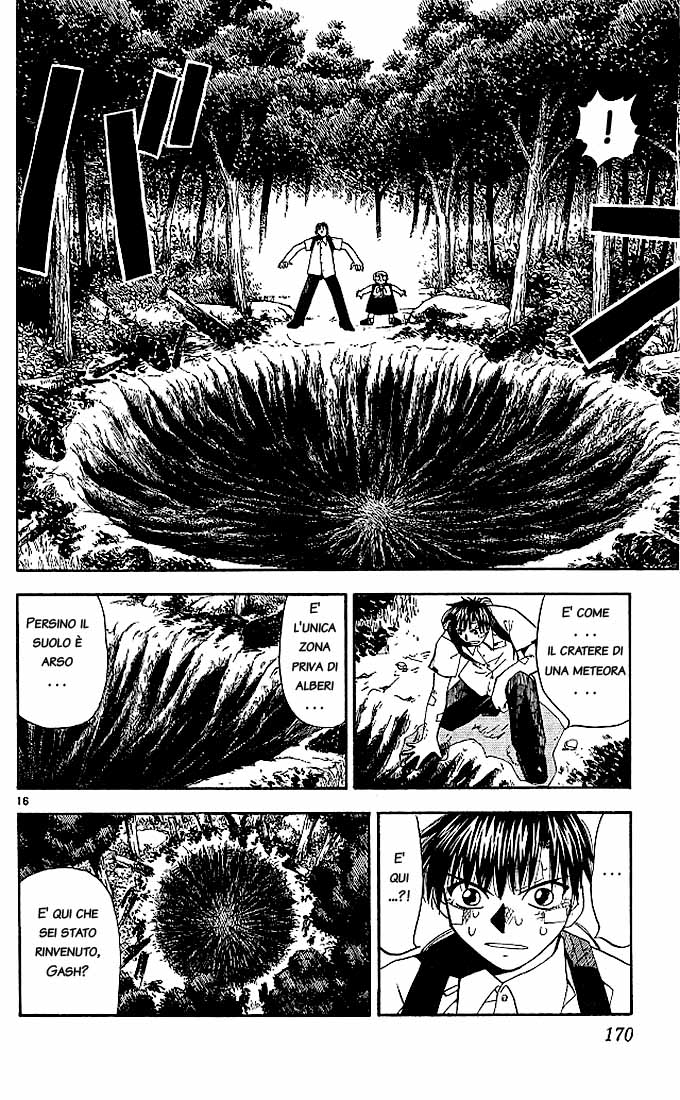 !
E' COME
. . .
IL CRATERE DI
UNA METEORA
. . .
E'
L'UNICA
ZONA
PRIVA DI
ALBERI
...
PERSINO IL
SUOLO È
ARSO
. . .
16
. . .
E'
QUI
...?!
E' QUI CHE
SEI STATO
RINVENUTO,
GASH?
170